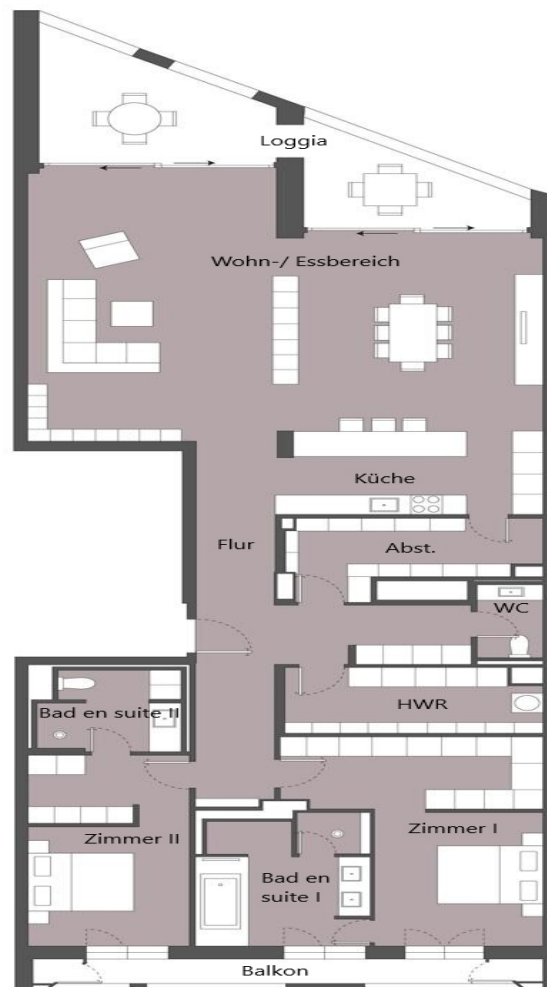 Loggia
Wohn-/ Essbereich
Küche
Flur
Abst.
WC
HWR
Bad en suite II
Zimmer II
Zimmer I
Bad en
suite I
Balkon